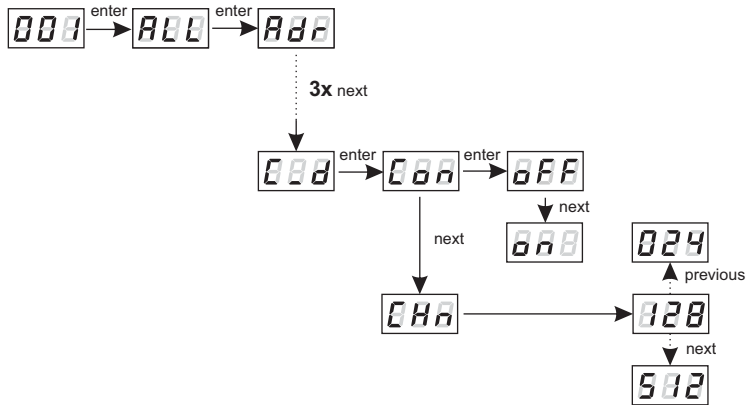 001 enter ALL enter Adr
3x next
C_d enter Con enter oFF
next
on
next
024
previous
CHn 128
next
512